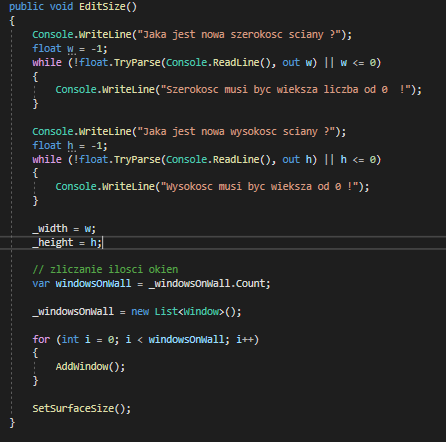 public void EditSize()
{
Console.WriteLine("Jaka jest nowa szerokosc sciany ?");
float w = -1;
while (!float.TryParse(Console.ReadLine(), out w) || w <= 0)
{
Console.WriteLine("Szerokosc musi byc wieksza liczba od 0  !");
}
Console.WriteLine("Jaka jest nowa wysokosc sciany ?");
float h = -1;
while (!float.TryParse(Console.ReadLine(), out h) || h <= 0)
{
Console.WriteLine("Wysokosc musi byc wieksza od 0 !");
}
_width = w;
_height = h;
// zliczanie ilosci okien
var windowsOnWall = _windowsOnWall.Count;
_windowsOnWall = new List<Window>();
for (int i = 0; i < windowsOnWall; i++)
{
AddWindow();
}
SetSurfaceSize();
}